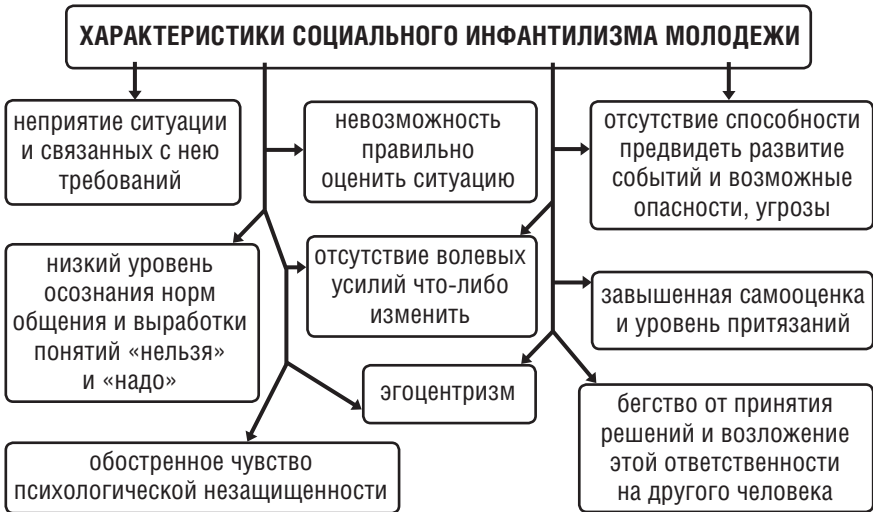 ХАРАКТЕРИСТИКИ СОЦИАЛЬНОГО ИНФАНТИЛИЗМА МОЛОДЕЖИ
неприятие ситуации
и связанных с нею
требований
невозможность
правильно
оценить ситуацию
отсутствие способности
предвидеть развитие
событий и возможные
опасности, угрозы
низкий уровень
осознания норм
общения и выработки
понятий «нельзя»
и «надо»
отсутствие волевых
усилий что-либо
изменить
завышенная самооценка
и уровень притязаний
эгоцентризм
бегство от принятия
решений и возложение
этой ответственности
на другого человека
обостренное чувство
психологической незащищенности